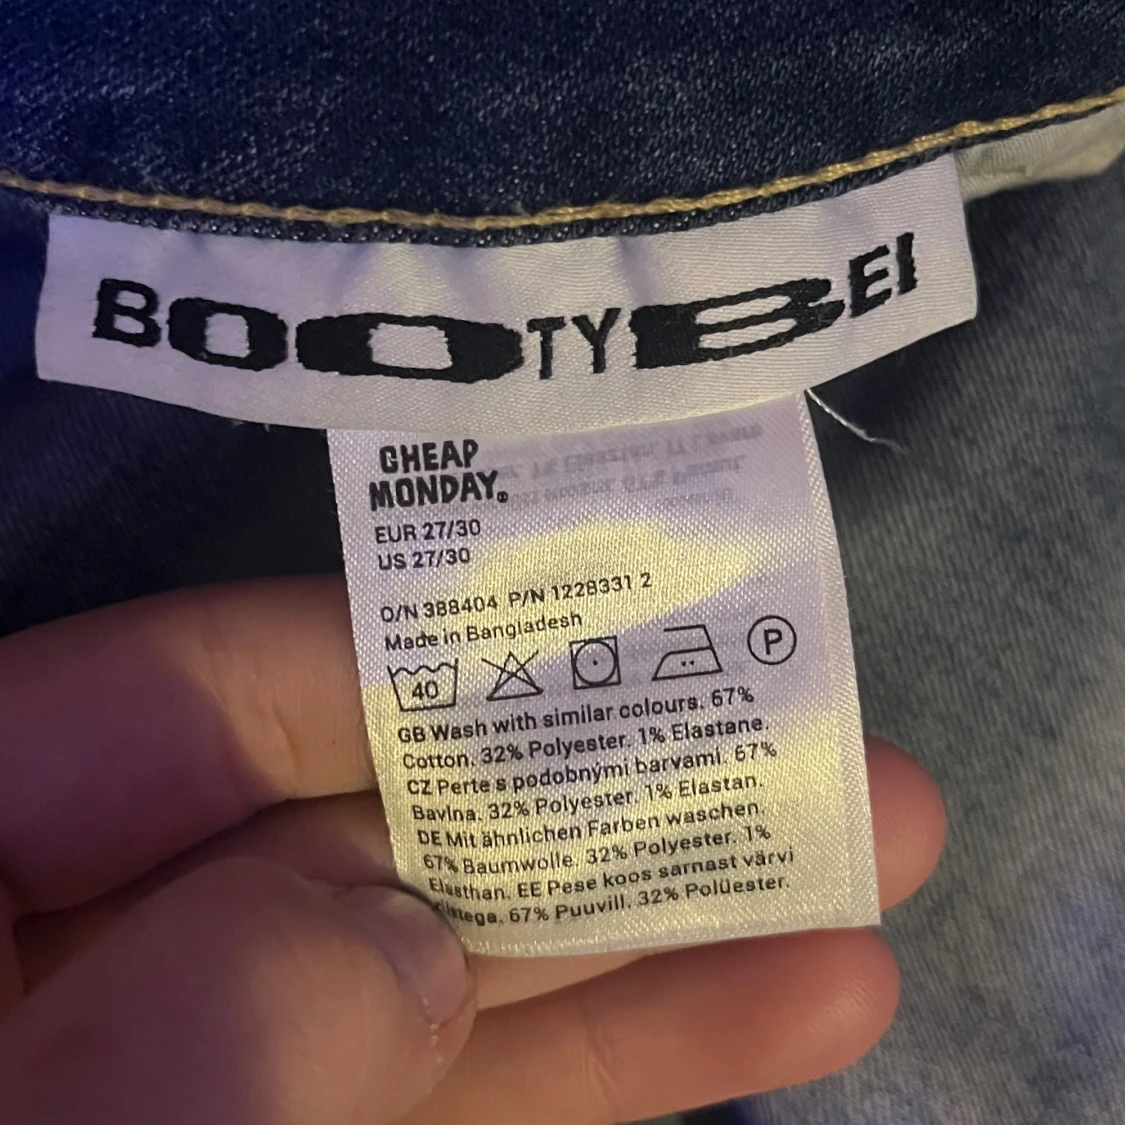 BOOTYBEI
CHEAP
MONDAY®
EUR 27/30
US 27/30
O/N 388404 P/N 1228331 2
Made in Bangladesh
40 P
GB Wash with similar colours. 67%
Cotton. 32% Polyester. 1% Elastane.
CZ Perte s podobnými barvami. 67%
Bavlna. 32% Polyester. 1% Elastan.
DE Mit ähnlichen Farben waschen.
67% Baumwolle. 32% Polyester. 1%
Elasthan. EE Pese koos sarnast värvi
67% Puuvill. 32% Polüester.